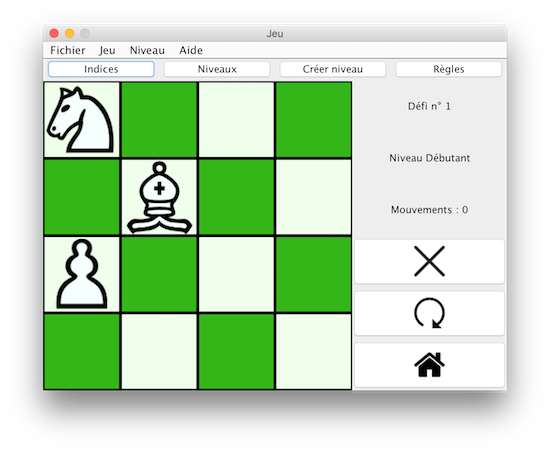 Jeu
Fichier Jeu Niveau Aide
Indices Niveaux Créer niveau Règles
Défi n° 1
Niveau Débutant
Mouvements : 0